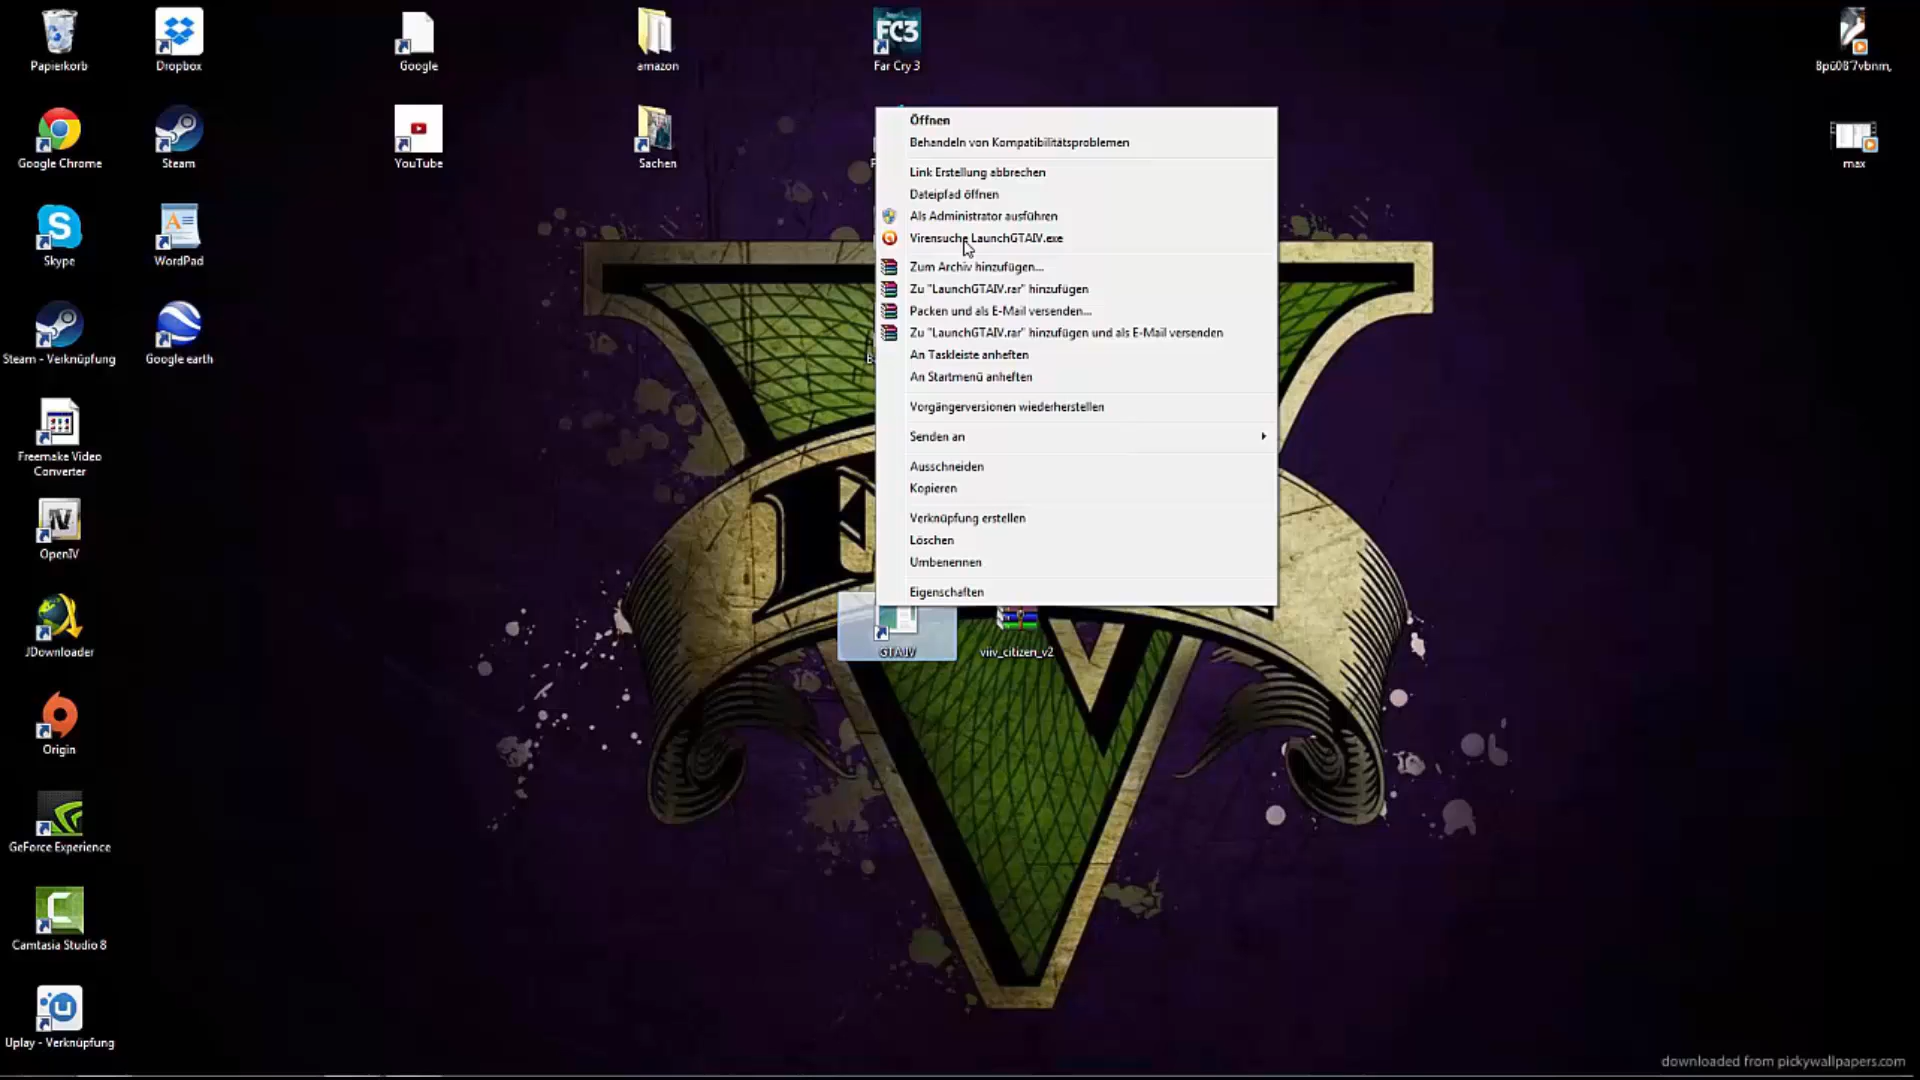 Papierkorb
Dropbox
Google
amazon
FC3
Far Cry 3
Google Chrome
Steam
YouTube
Sachen
max
Skype
WordPad
Steam - Verknüpfung
Google earth
Freemake Video
Converter
OpenIV
JDownloader
Origin
GeForce Experience
Camtasia Studio 8
Uplay - Verknüpfung
Öffnen
Behandeln von Kompatibilitätsproblemen
Link Erstellung abbrechen
Dateipfad öffnen
Als Administrator ausführen
Virensuche LaunchGTAIV.exe
Zum Archiv hinzufügen...
Zu "LaunchGTAIV.rar" hinzufügen
Packen und als E-Mail versenden...
Zu "LaunchGTAIV.rar" hinzufügen und als E-Mail versenden
An Taskleiste anheften
An Startmenü anheften
Vorgängerversionen wiederherstellen
Senden an
Ausschneiden
Kopieren
Verknüpfung erstellen
Löschen
Umbenennen
Eigenschaften
GTA IV
viiv_citizen_v2
downloaded from pickywallpapers.com